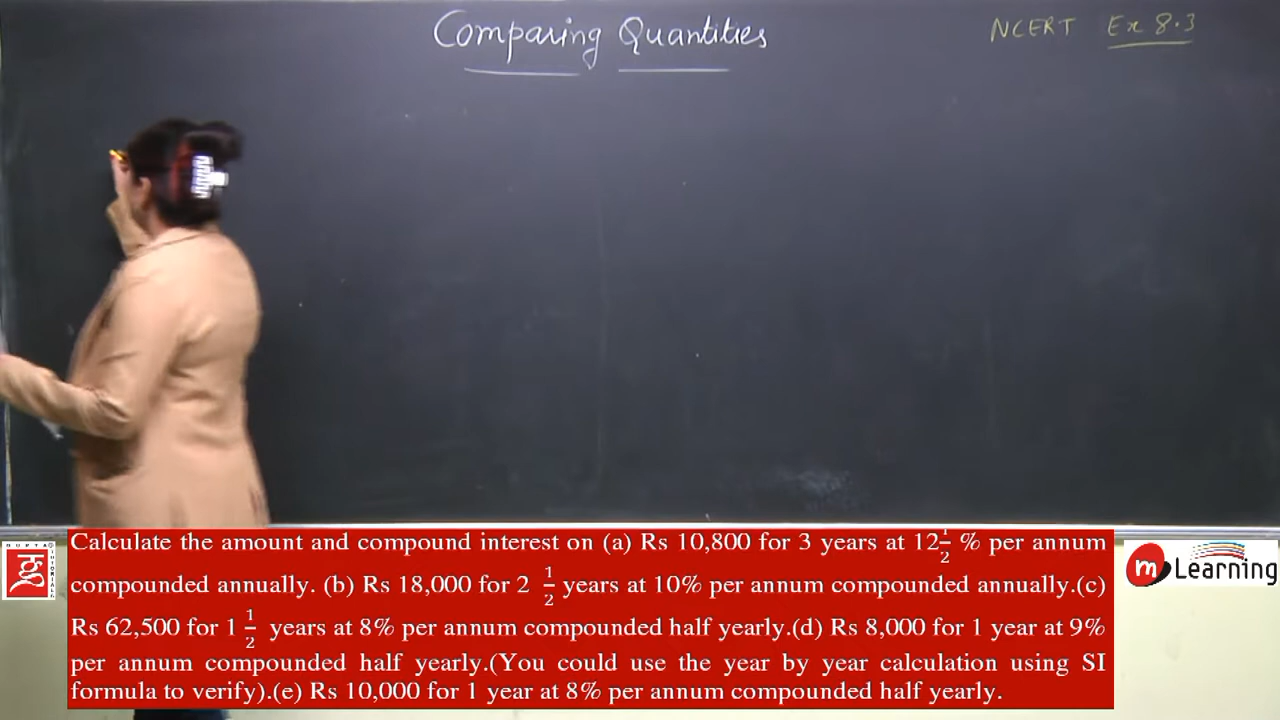 Comparing Quantities
NCERT Ex 8.3
Calculate the amount and compound interest on (a) Rs 10,800 for 3 years at 12½ % per annum
compounded annually. (b) Rs 18,000 for 2 ½ years at 10% per annum compounded annually.(c)
Rs 62,500 for 1 ½ years at 8% per annum compounded half yearly.(d) Rs 8,000 for 1 year at 9%
per annum compounded half yearly.(You could use the year by year calculation using SI
formula to verify).(e) Rs 10,000 for 1 year at 8% per annum compounded half yearly.
m Learning